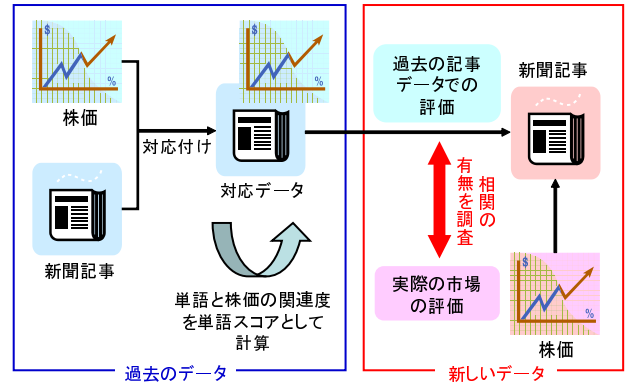 $
%
株価
新聞記事
対応付け
$
%
対応データ
単語と株価の関連度
を単語スコアとして
計算
過去のデータ
過去の記事
データでの
評価
新聞記事
相関の
有無を調査
実際の市場
の評価
$
%
株価
新しいデータ